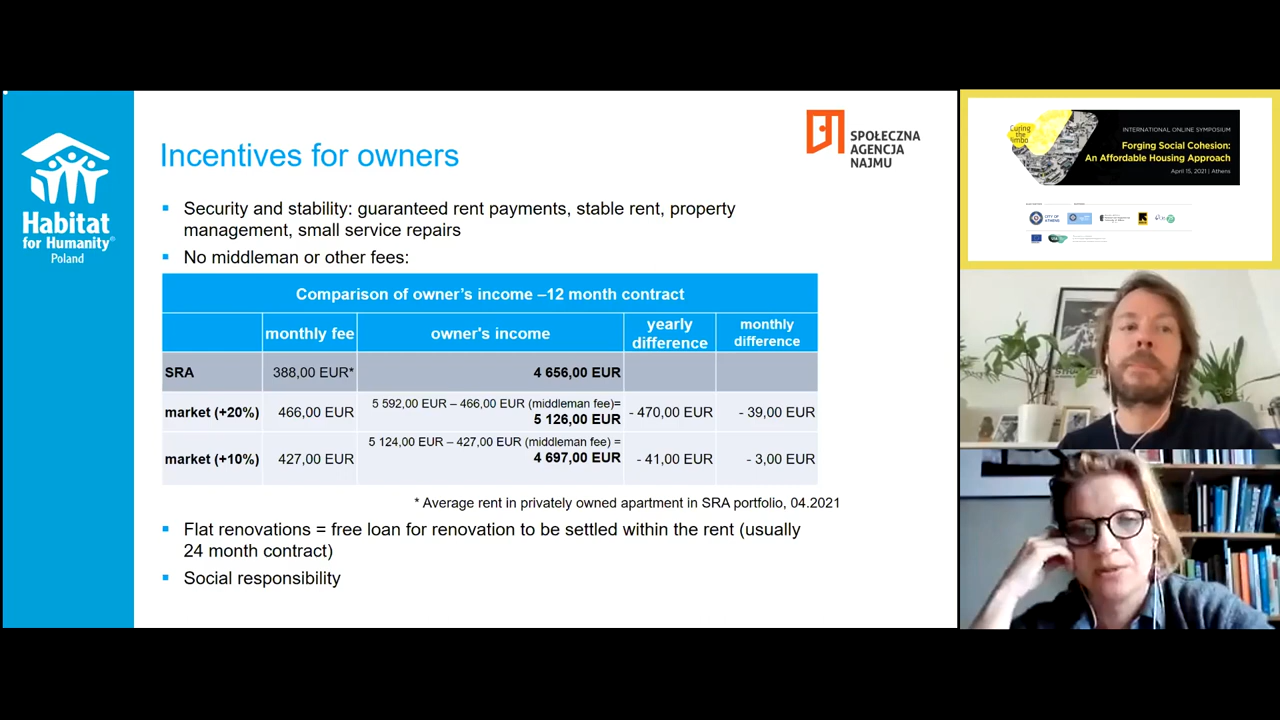 Habitat
for Humanity®
Poland
Incentives for owners
SPOŁECZNA
AGENCJA
NAJMU
Security and stability: guaranteed rent payments, stable rent, property
management, small service repairs
No middleman or other fees:
Comparison of owner's income –12 month contract
monthly fee owner's income yearly difference monthly difference
SRA 388,00 EUR* 4 656,00 EUR
market (+20%) 466,00 EUR 5 592,00 EUR – 466,00 EUR (middleman fee)= 5 126,00 EUR - 470,00 EUR - 39,00 EUR
market (+10%) 427,00 EUR 5 124,00 EUR – 427,00 EUR (middleman fee) = 4 697,00 EUR - 41,00 EUR - 3,00 EUR
* Average rent in privately owned apartment in SRA portfolio, 04.2021
Flat renovations = free loan for renovation to be settled within the rent (usually
24 month contract)
Social responsibility
Curing
the
limbo
INTERNATIONAL ONLINE SYMPOSIUM
Forging Social Cohesion:
An Affordable Housing Approach
April 15, 2021 | Athens
CITY OF
ATHENS